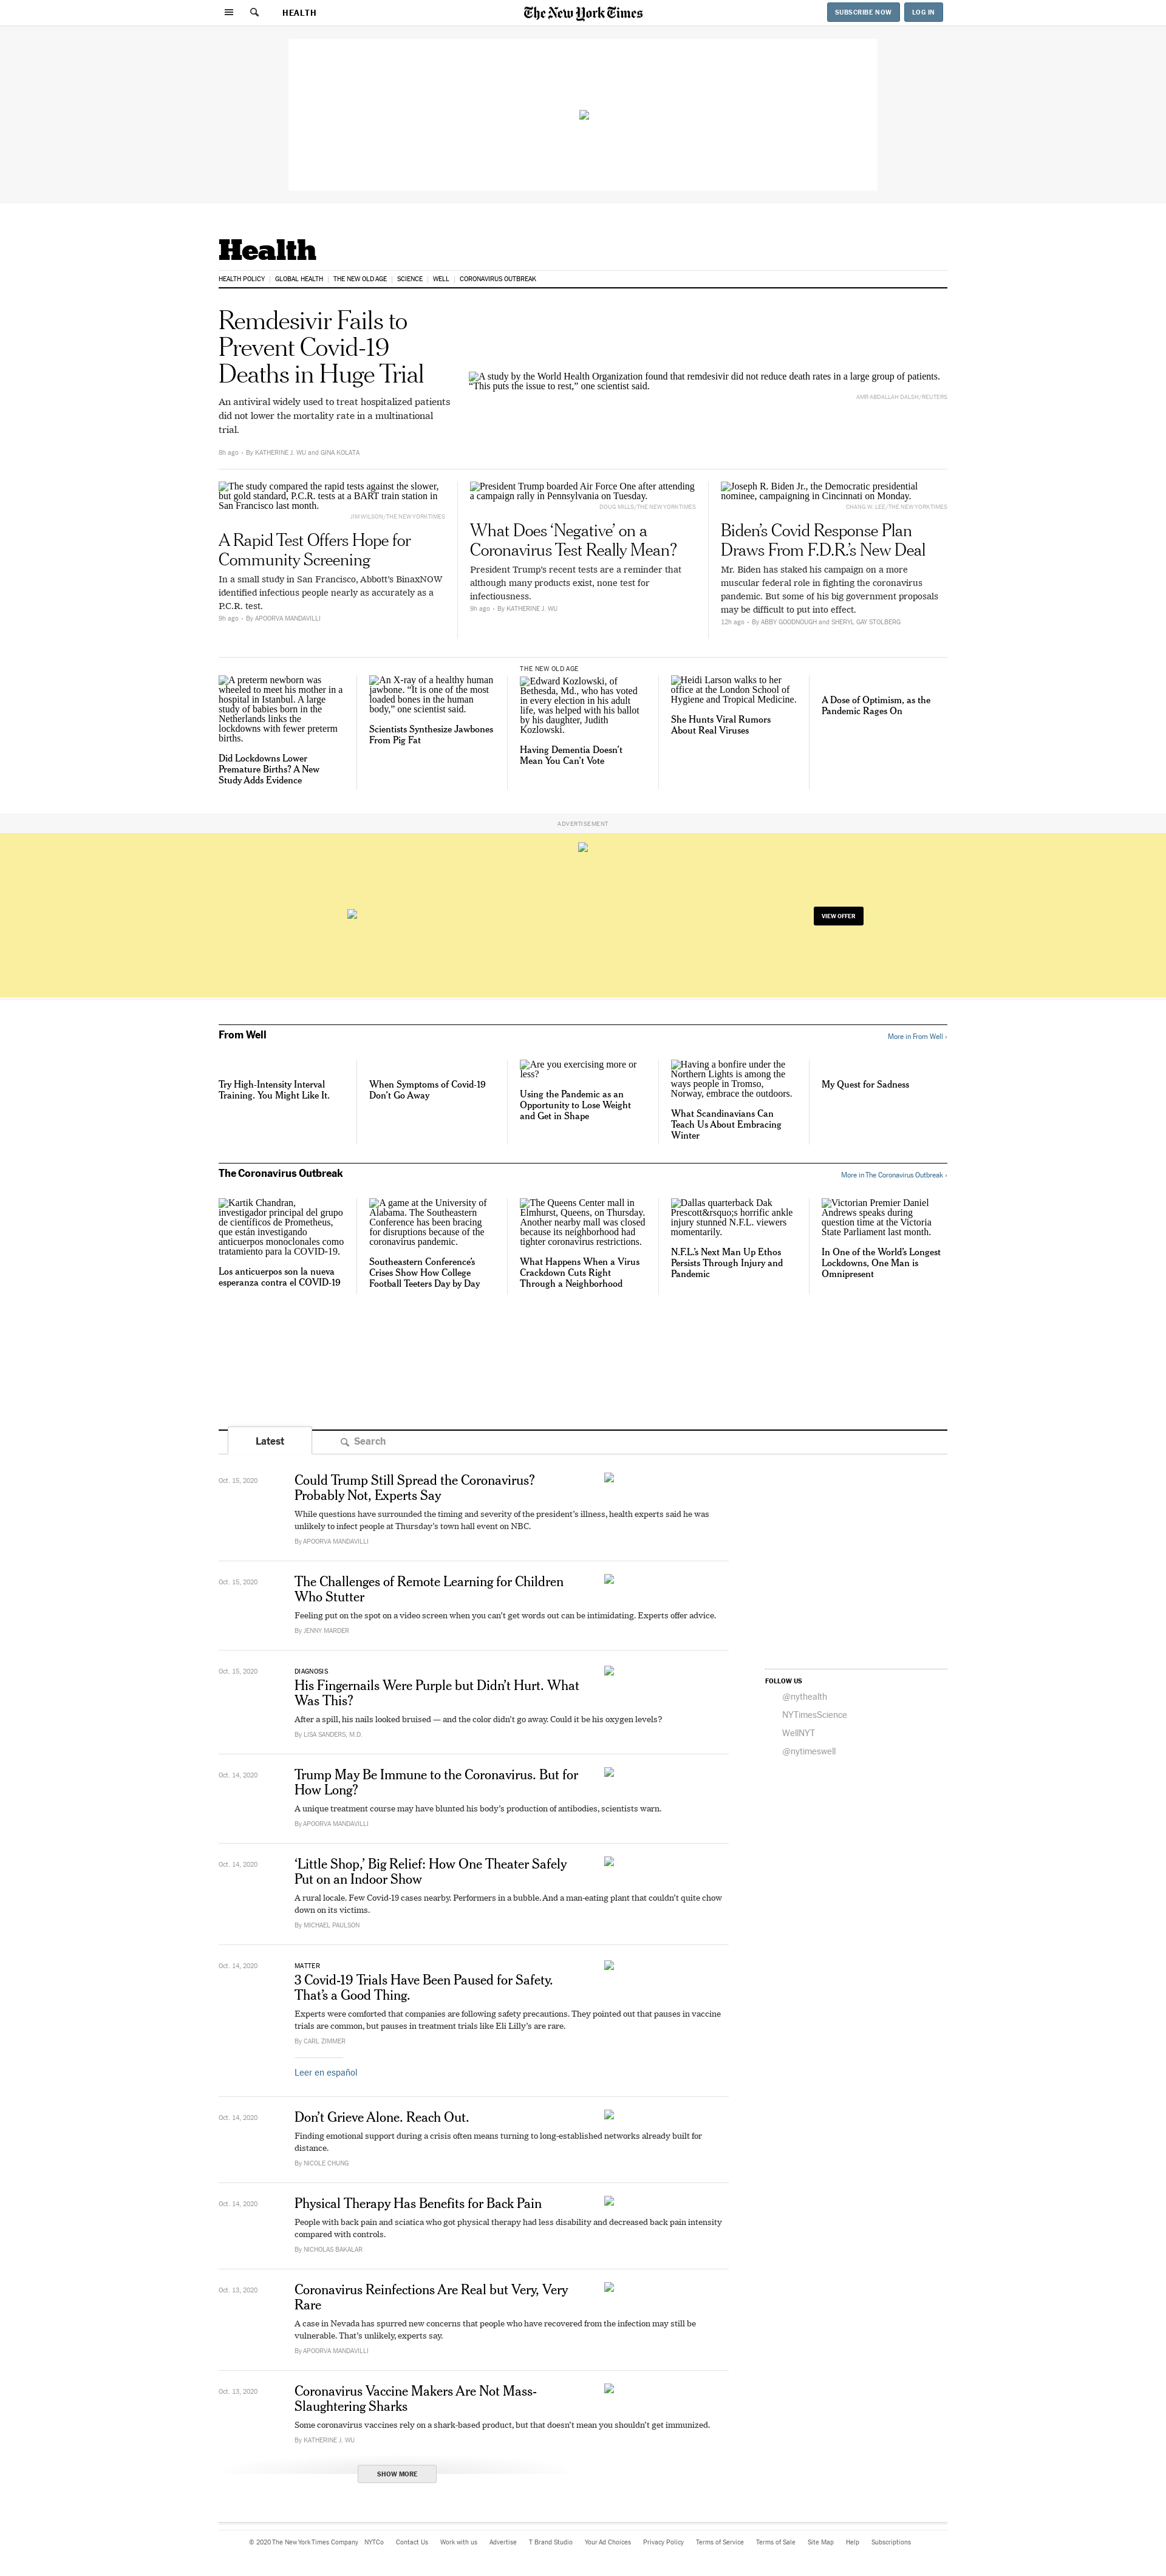 HEALTH
The New York Times
SUBSCRIBE NOW
LOG IN
Health
HEALTH POLICY
GLOBAL HEALTH
THE NEW OLD AGE
SCIENCE
WELL
CORONAVIRUS OUTBREAK
Remdesivir Fails to
Prevent Covid-19
Deaths in Huge Trial
An antiviral widely used to treat hospitalized patients
did not lower the mortality rate in a multinational
trial.
8h ago • By KATHERINE J. WU and GINA KOLATA
A study by the World Health Organization found that remdesivir did not reduce death rates in a large group of patients.
“This puts the issue to rest,” one scientist said.
AMR ABDALLAH DALSH/REUTERS
The study compared the rapid tests against the slower,
but gold standard, P.C.R. tests at a BART train station in
San Francisco last month.
JIM WILSON/THE NEW YORK TIMES
A Rapid Test Offers Hope for
Community Screening
In a small study in San Francisco, Abbott’s BinaxNOW
identified infectious people nearly as accurately as a
P.C.R. test.
9h ago • By APOORVA MANDAVILLI
President Trump boarded Air Force One after attending
a campaign rally in Pennsylvania on Tuesday.
DOUG MILLS/THE NEW YORK TIMES
What Does ‘Negative’ on a
Coronavirus Test Really Mean?
President Trump’s recent tests are a reminder that
although many products exist, none test for
infectiousness.
9h ago • By KATHERINE J. WU
Joseph R. Biden Jr., the Democratic presidential
nominee, campaigning in Cincinnati on Monday.
CHANG W. LEE/THE NEW YORK TIMES
Biden’s Covid Response Plan
Draws From F.D.R.’s New Deal
Mr. Biden has staked his campaign on a more
muscular federal role in fighting the coronavirus
pandemic. But some of his big government proposals
may be difficult to put into effect.
12h ago • By ABBY GOODNOUGH and SHERYL GAY STOLBERG
A preterm newborn was
wheeled to meet his mother in a
hospital in Istanbul. A large
study of babies born in the
Netherlands links the
lockdowns with fewer preterm
births.
Did Lockdowns Lower
Premature Births? A New
Study Adds Evidence
An X-ray of a healthy human
jawbone. “It is one of the most
loaded bones in the human
body,” one scientist said.
Scientists Synthesize Jawbones
From Pig Fat
THE NEW OLD AGE
Edward Kozlowski, of
Bethesda, Md., who has voted
in every election in his adult
life, was helped with his ballot
by his daughter, Judith
Kozlowski.
Having Dementia Doesn’t
Mean You Can’t Vote
Heidi Larson walks to her
office at the London School of
Hygiene and Tropical Medicine.
She Hunts Viral Rumors
About Real Viruses
A Dose of Optimism, as the
Pandemic Rages On
ADVERTISEMENT
VIEW OFFER
From Well
More in From Well ›
Try High-Intensity Interval
Training. You Might Like It.
When Symptoms of Covid-19
Don’t Go Away
Are you exercising more or
less?
Using the Pandemic as an
Opportunity to Lose Weight
and Get in Shape
Having a bonfire under the
Northern Lights is among the
ways people in Tromso,
Norway, embrace the outdoors.
What Scandinavians Can
Teach Us About Embracing
Winter
My Quest for Sadness
The Coronavirus Outbreak
More in The Coronavirus Outbreak ›
Kartik Chandran,
investigador principal del grupo
de científicos de Prometheus,
que están investigando
anticuerpos monoclonales como
tratamiento para la COVID-19.
Los anticuerpos son la nueva
esperanza contra el COVID-19
A game at the University of
Alabama. The Southeastern
Conference has been bracing
for disruptions because of the
coronavirus pandemic.
Southeastern Conference’s
Crises Show How College
Football Teeters Day by Day
The Queens Center mall in
Elmhurst, Queens, on Thursday.
Another nearby mall was closed
because its neighborhood had
tighter coronavirus restrictions.
What Happens When a Virus
Crackdown Cuts Right
Through a Neighborhood
Dallas quarterback Dak
Prescott&rsquo;s horrific ankle
injury stunned N.F.L. viewers
momentarily.
N.F.L.’s Next Man Up Ethos
Persists Through Injury and
Pandemic
Victorian Premier Daniel
Andrews speaks during
question time at the Victoria
State Parliament last month.
In One of the World’s Longest
Lockdowns, One Man is
Omnipresent
Latest
Search
Oct. 15, 2020
Could Trump Still Spread the Coronavirus?
Probably Not, Experts Say
While questions have surrounded the timing and severity of the president’s illness, health experts said he was
unlikely to infect people at Thursday’s town hall event on NBC.
By APOORVA MANDAVILLI
Oct. 15, 2020
The Challenges of Remote Learning for Children
Who Stutter
Feeling put on the spot on a video screen when you can’t get words out can be intimidating. Experts offer advice.
By JENNY MARDER
Oct. 15, 2020
DIAGNOSIS
His Fingernails Were Purple but Didn’t Hurt. What
Was This?
After a spill, his nails looked bruised — and the color didn’t go away. Could it be his oxygen levels?
By LISA SANDERS, M.D.
FOLLOW US
@nythealth
NYTimesScience
WellNYT
@nytimeswell
Oct. 14, 2020
Trump May Be Immune to the Coronavirus. But for
How Long?
A unique treatment course may have blunted his body’s production of antibodies, scientists warn.
By APOORVA MANDAVILLI
Oct. 14, 2020
‘Little Shop,’ Big Relief: How One Theater Safely
Put on an Indoor Show
A rural locale. Few Covid-19 cases nearby. Performers in a bubble. And a man-eating plant that couldn’t quite chow
down on its victims.
By MICHAEL PAULSON
Oct. 14, 2020
MATTER
3 Covid-19 Trials Have Been Paused for Safety.
That’s a Good Thing.
Experts were comforted that companies are following safety precautions. They pointed out that pauses in vaccine
trials are common, but pauses in treatment trials like Eli Lilly’s are rare.
By CARL ZIMMER
Leer en español
Oct. 14, 2020
Don’t Grieve Alone. Reach Out.
Finding emotional support during a crisis often means turning to long-established networks already built for
distance.
By NICOLE CHUNG
Oct. 14, 2020
Physical Therapy Has Benefits for Back Pain
People with back pain and sciatica who got physical therapy had less disability and decreased back pain intensity
compared with controls.
By NICHOLAS BAKALAR
Oct. 13, 2020
Coronavirus Reinfections Are Real but Very, Very
Rare
A case in Nevada has spurred new concerns that people who have recovered from the infection may still be
vulnerable. That’s unlikely, experts say.
By APOORVA MANDAVILLI
Oct. 13, 2020
Coronavirus Vaccine Makers Are Not Mass-
Slaughtering Sharks
Some coronavirus vaccines rely on a shark-based product, but that doesn’t mean you shouldn’t get immunized.
By KATHERINE J. WU
SHOW MORE
© 2020 The New York Times Company
NYTCo
Contact Us
Work with us
Advertise
T Brand Studio
Your Ad Choices
Privacy Policy
Terms of Service
Terms of Sale
Site Map
Help
Subscriptions